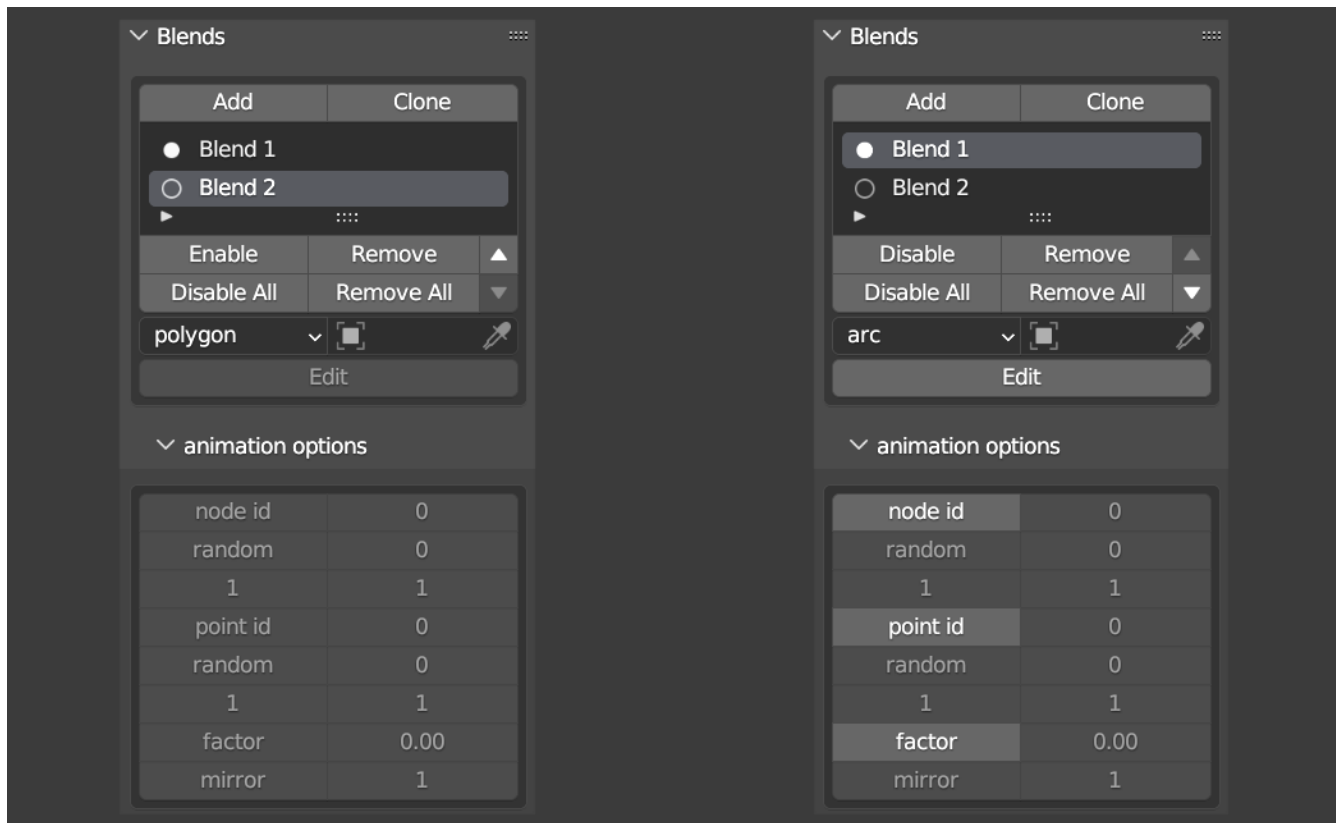 Blends
Add Clone
Blend 1
Blend 2
Enable Remove
Disable All Remove All
polygon
Edit
animation options
node id 0
random 0
1 1
point id 0
random 0
1 1
factor 0.00
mirror 1
Blends
Add Clone
Blend 1
Blend 2
Disable Remove
Disable All Remove All
arc
Edit
animation options
node id 0
random 0
1 1
point id 0
random 0
1 1
factor 0.00
mirror 1